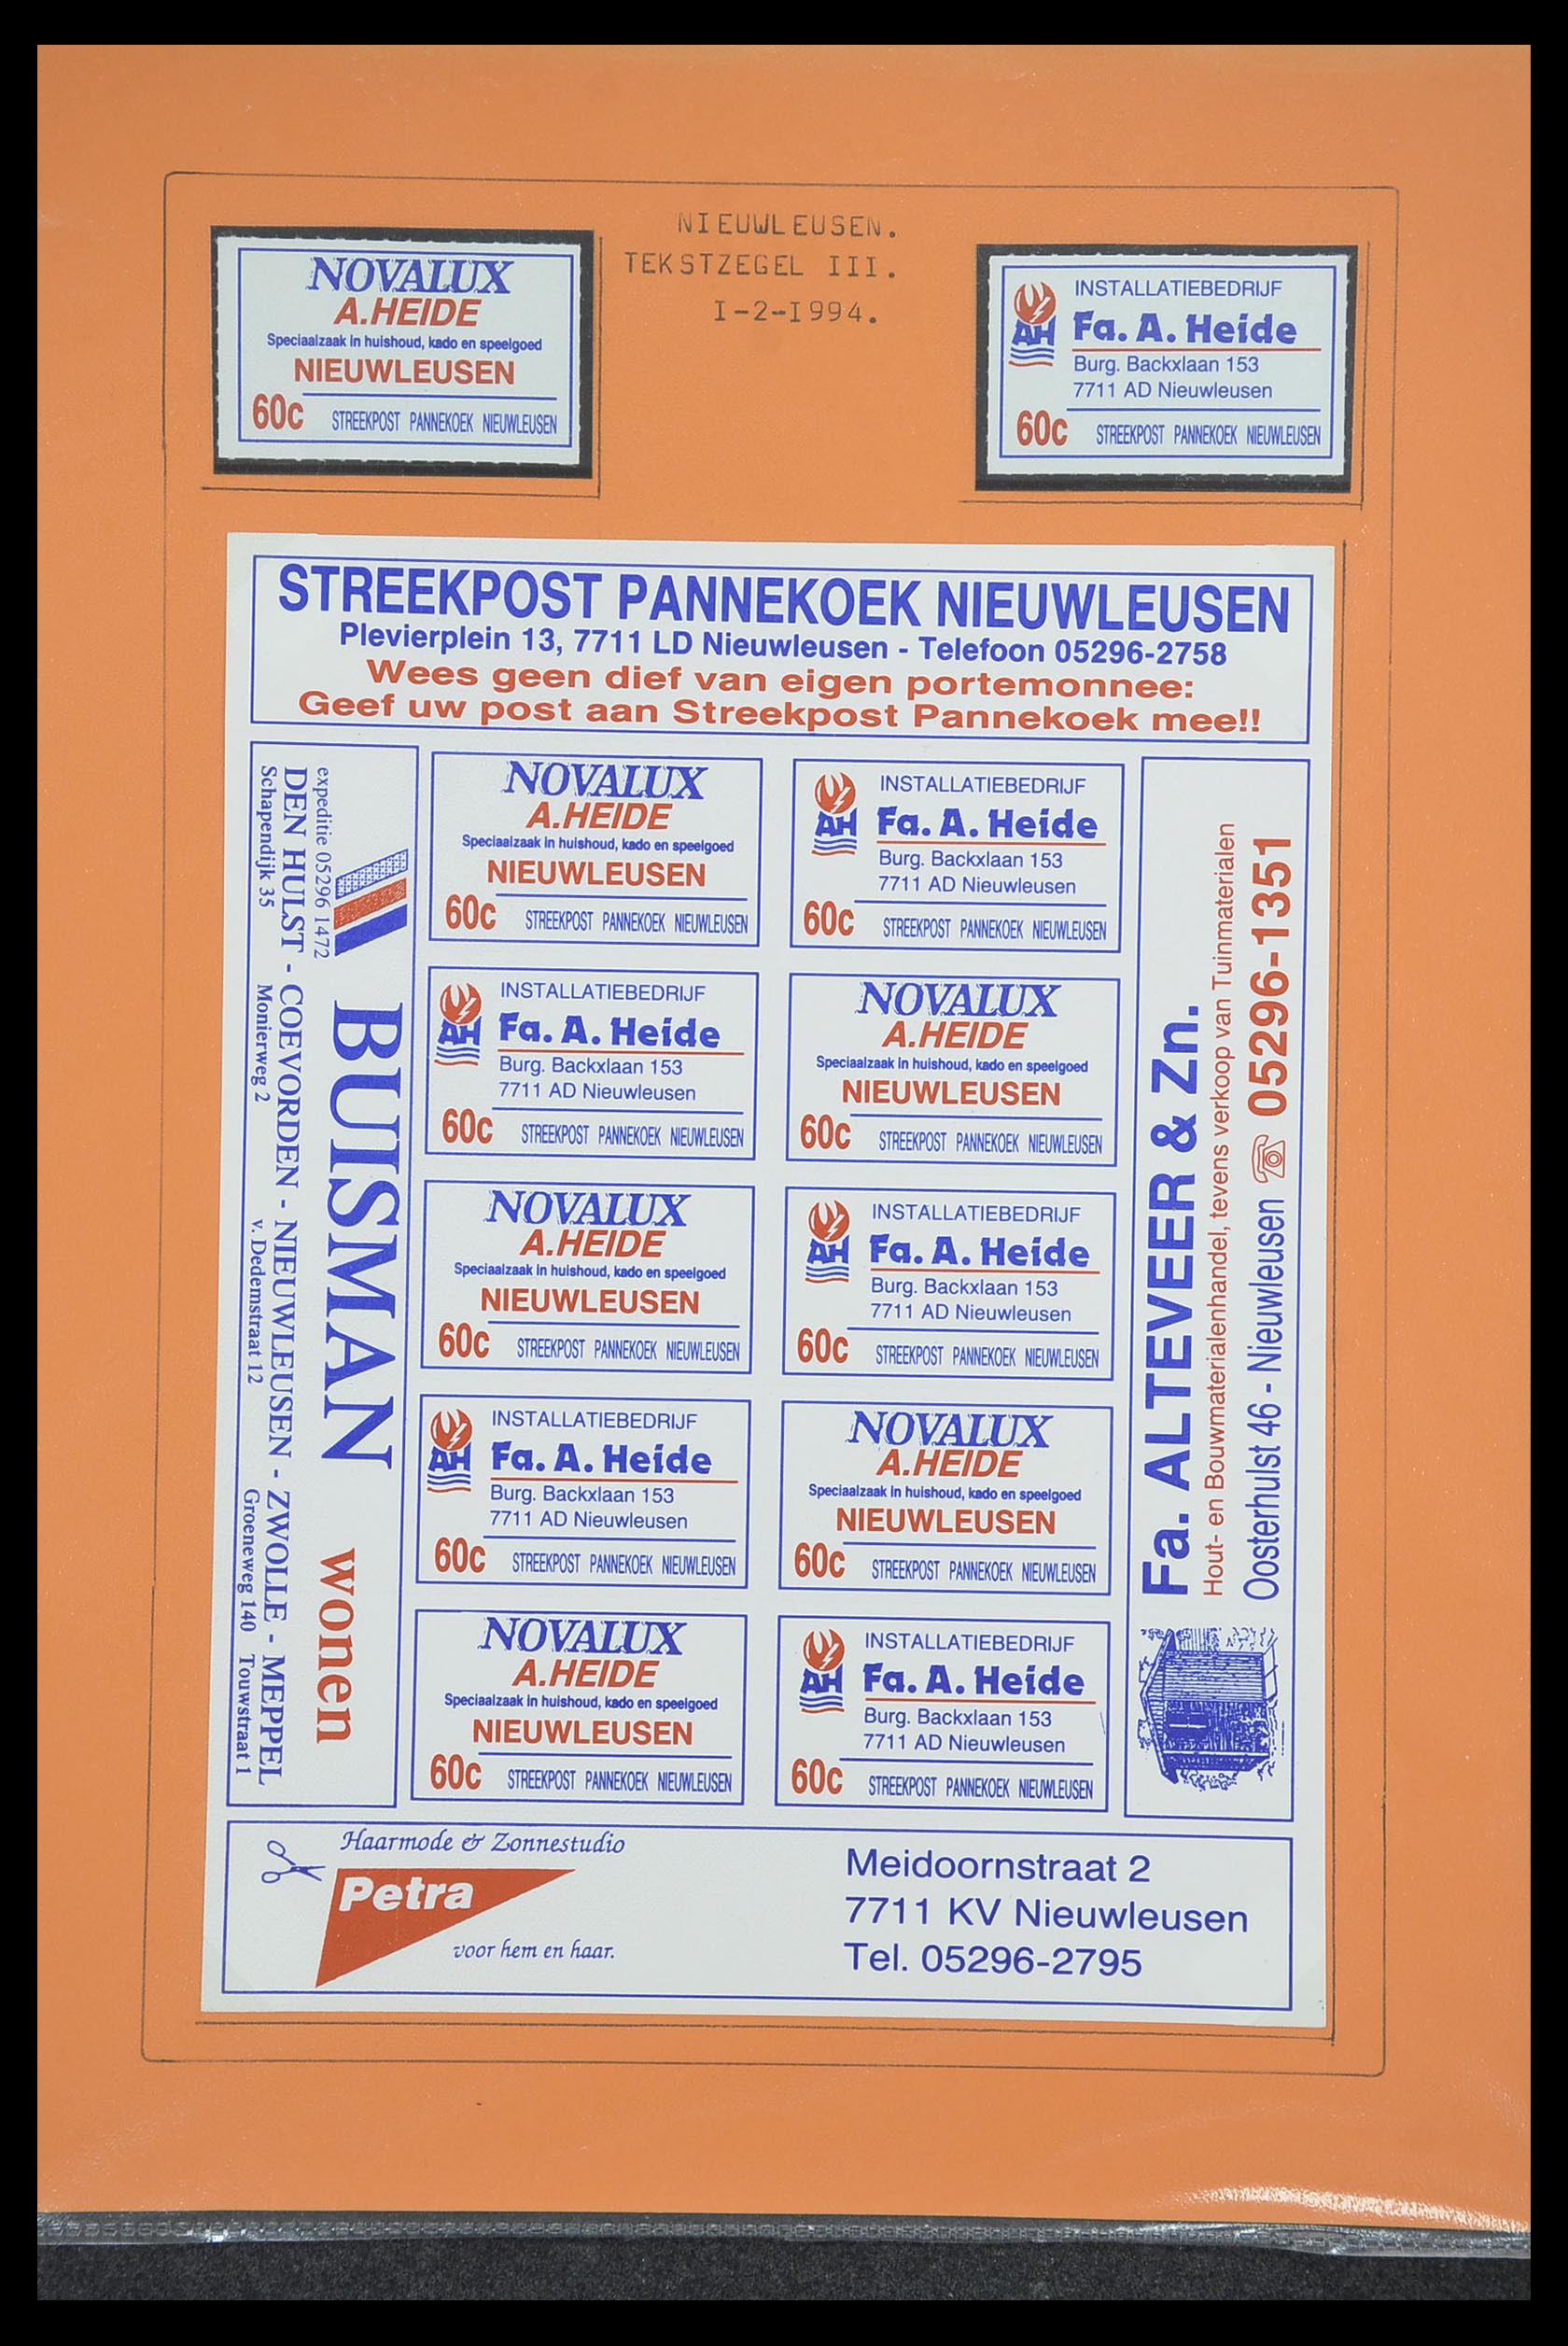 NIEUWLEUSEN.
TEKSTZEGEL III.
I-2-I994.
NOVALUX
A.HEIDE
Speciaalzaak in huishoud, kado en speelgoed
NIEUWLEUSEN
60c STREEKPOST PANNEKOEK NIEUWLEUSEN
INSTALLATIEBEDRIJF
AH Fa. A. Heide
Burg. Backxlaan 153
7711 AD Nieuwleusen
60c STREEKPOST PANNEKOEK NIEUWLEUSEN
STREEKPOST PANNEKOEK NIEUWLEUSEN
Plevierplein 13, 7711 LD Nieuwleusen - Telefoon 05296-2758
Wees geen dief van eigen portemonnee:
Geef uw post aan Streekpost Pannekoek mee!!
BUISMAN wonen
expeditie 05296 1472
DEN HULST - COEVORDEN - NIEUWLEUSEN - ZWOLLE - MEPPEL
Schapendijk 35 Monierweg 2 v. Dedemstraat 12 Groeneweg 140 Touwstraat 1
NOVALUX
A.HEIDE
Speciaalzaak in huishoud, kado en speelgoed
NIEUWLEUSEN
60c STREEKPOST PANNEKOEK NIEUWLEUSEN
INSTALLATIEBEDRIJF
AH Fa. A. Heide
Burg. Backxlaan 153
7711 AD Nieuwleusen
60c STREEKPOST PANNEKOEK NIEUWLEUSEN
INSTALLATIEBEDRIJF
AH Fa. A. Heide
Burg. Backxlaan 153
7711 AD Nieuwleusen
60c STREEKPOST PANNEKOEK NIEUWLEUSEN
NOVALUX
A.HEIDE
Speciaalzaak in huishoud, kado en speelgoed
NIEUWLEUSEN
60c STREEKPOST PANNEKOEK NIEUWLEUSEN
NOVALUX
A.HEIDE
Speciaalzaak in huishoud, kado en speelgoed
NIEUWLEUSEN
60c STREEKPOST PANNEKOEK NIEUWLEUSEN
INSTALLATIEBEDRIJF
AH Fa. A. Heide
Burg. Backxlaan 153
7711 AD Nieuwleusen
60c STREEKPOST PANNEKOEK NIEUWLEUSEN
INSTALLATIEBEDRIJF
AH Fa. A. Heide
Burg. Backxlaan 153
7711 AD Nieuwleusen
60c STREEKPOST PANNEKOEK NIEUWLEUSEN
NOVALUX
A.HEIDE
Speciaalzaak in huishoud, kado en speelgoed
NIEUWLEUSEN
60c STREEKPOST PANNEKOEK NIEUWLEUSEN
NOVALUX
A.HEIDE
Speciaalzaak in huishoud, kado en speelgoed
NIEUWLEUSEN
60c STREEKPOST PANNEKOEK NIEUWLEUSEN
INSTALLATIEBEDRIJF
AH Fa. A. Heide
Burg. Backxlaan 153
7711 AD Nieuwleusen
60c STREEKPOST PANNEKOEK NIEUWLEUSEN
Fa. ALTEVEER & Zn.
Hout- en Bouwmaterialenhandel, tevens verkoop van Tuinmaterialen
Oosterhulst 46 - Nieuwleusen ☏ 05296-1351
Haarmode & Zonnestudio
Petra
voor hem en haar.
Meidoornstraat 2
7711 KV Nieuwleusen
Tel. 05296-2795